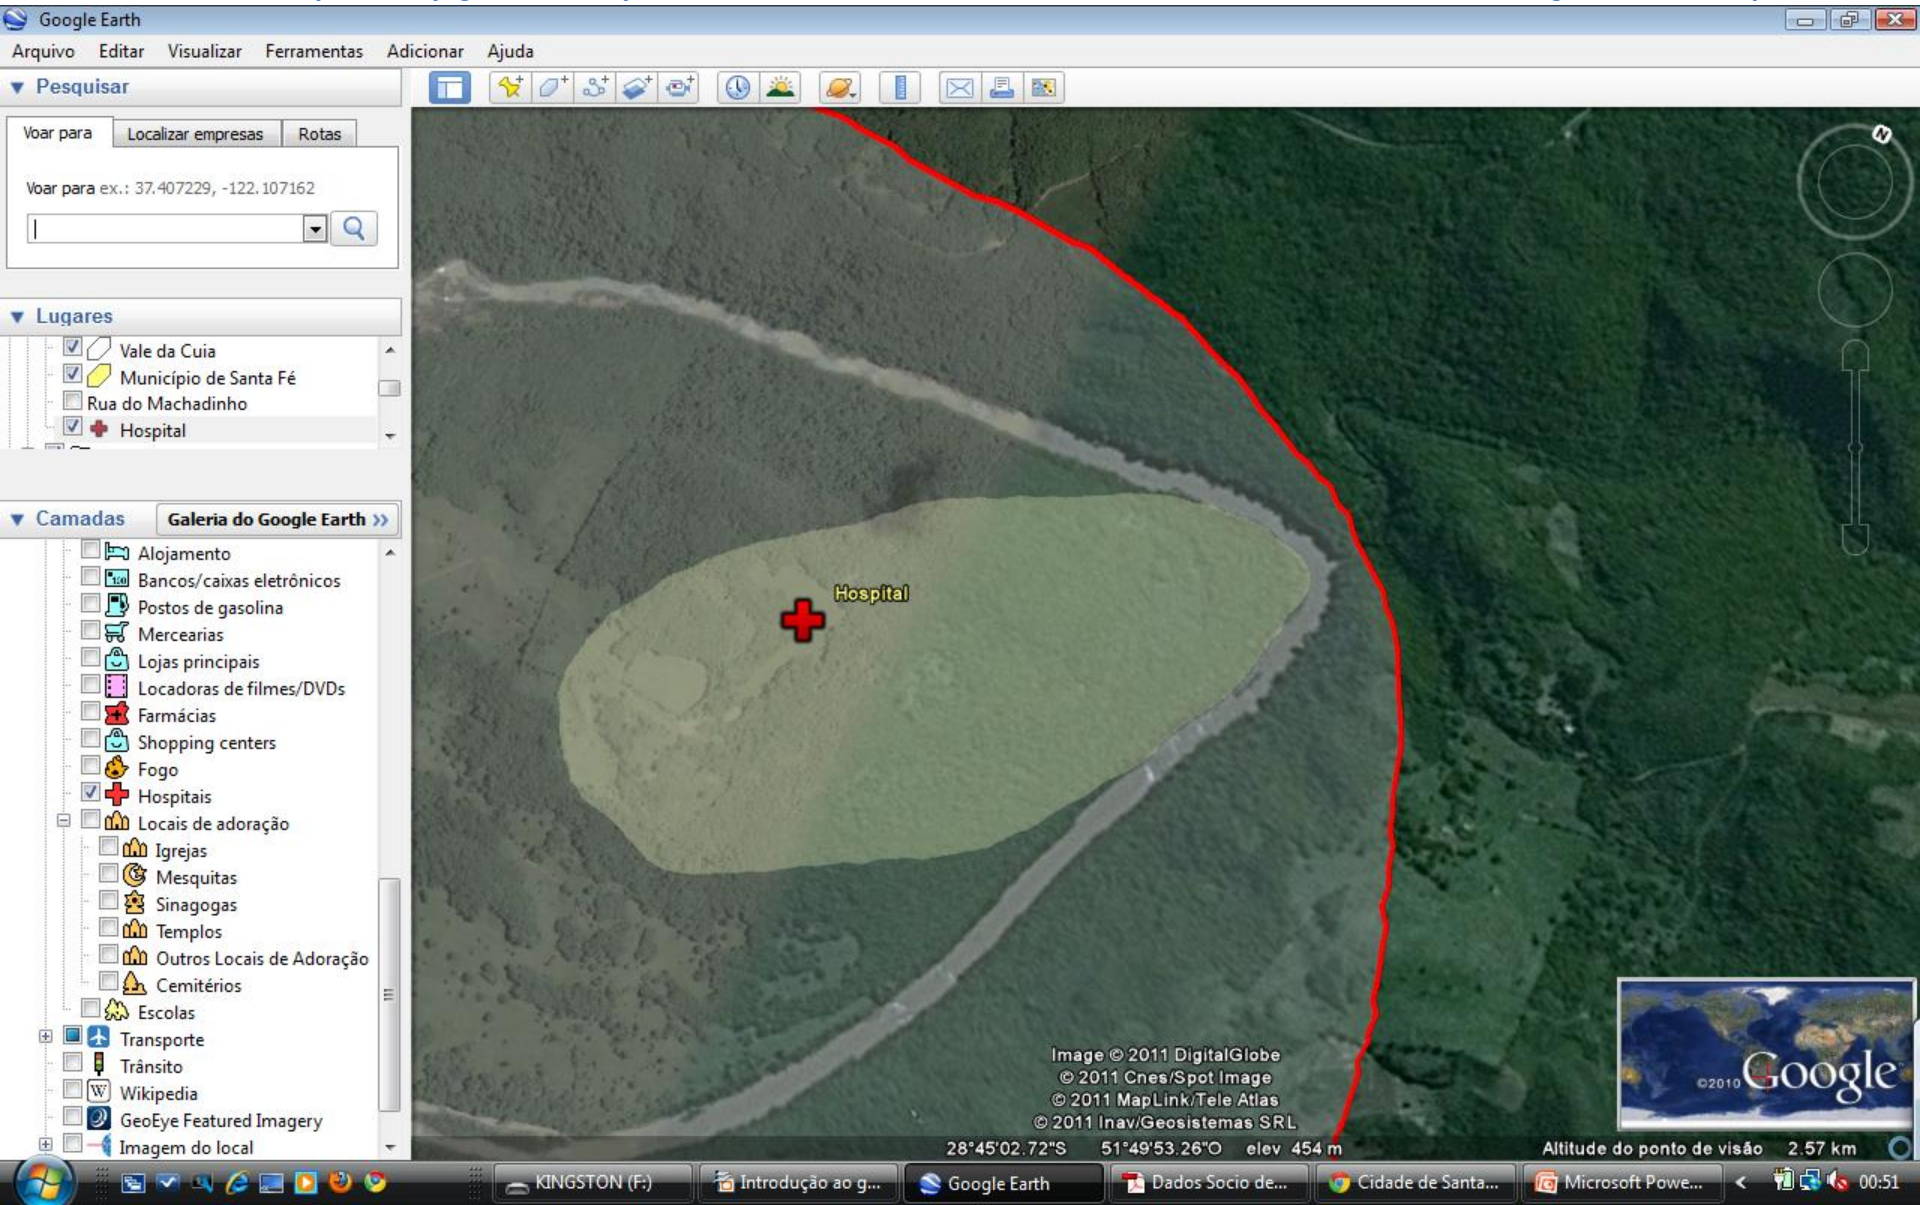 Google Earth
Arquivo Editar Visualizar Ferramentas Adicionar Ajuda
Pesquisar
Voar para Localizar empresas Rotas
Voar para ex.: 37.407229, -122.107162
Lugares
Vale da Cuia
Município de Santa Fé
Rua do Machadinho
Hospital
Camadas Galeria do Google Earth >>
Alojamento
Bancos/caixas eletrônicos
Postos de gasolina
Mercearias
Lojas principais
Locadoras de filmes/DVDs
Farmácias
Shopping centers
Fogo
Hospitais
Locais de adoração
Igrejas
Mesquitas
Sinagogas
Templos
Outros Locais de Adoração
Cemitérios
Escolas
Transporte
Trânsito
W Wikipedia
GeoEye Featured Imagery
Imagem do local
N
Hospital
Image © 2011 DigitalGlobe
© 2011 Cnes/Spot Image
© 2011 MapLink/Tele Atlas
© 2011 Inav/Geosistemas SRL
©2010 Google
28°45'02.72"S 51°49'53.26"O elev 454 m
Altitude do ponto de visão 2.57 km
KINGSTON (F:) Introdução ao g... Google Earth Dados Socio de... Cidade de Santa... Microsoft Powe... < 00:51